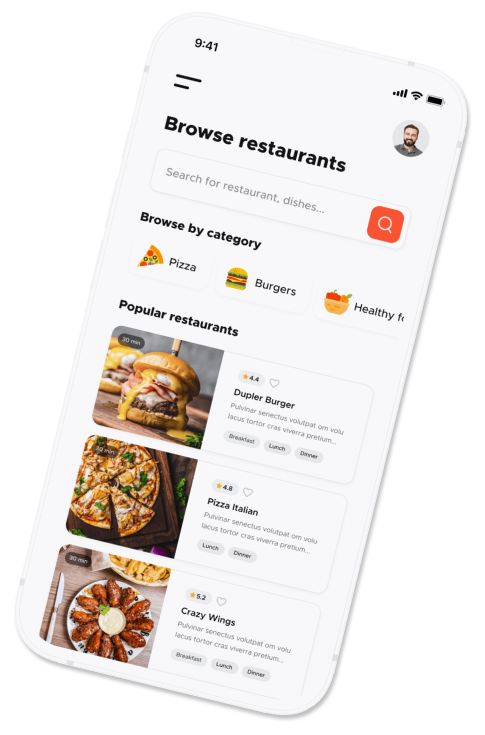 9:41
Browse restaurants
Search for restaurant, dishes...
Browse by category
Pizza
Burgers
Healthy fo
Popular restaurants
30 min
4.4
Dupler Burger
Pulvinar senectus volutpat om volu
lacus tortor cras viverra pretium...
Breakfast Lunch Dinner
min
4.8
Pizza Italian
Pulvinar senectus volutpat om volu
lacus tortor cras viverra pretium...
Lunch Dinner
30 min
5.2
Crazy Wings
Pulvinar senectus volutpat om volu
lacus tortor cras viverra pretium...
Breakfast Lunch Dinner